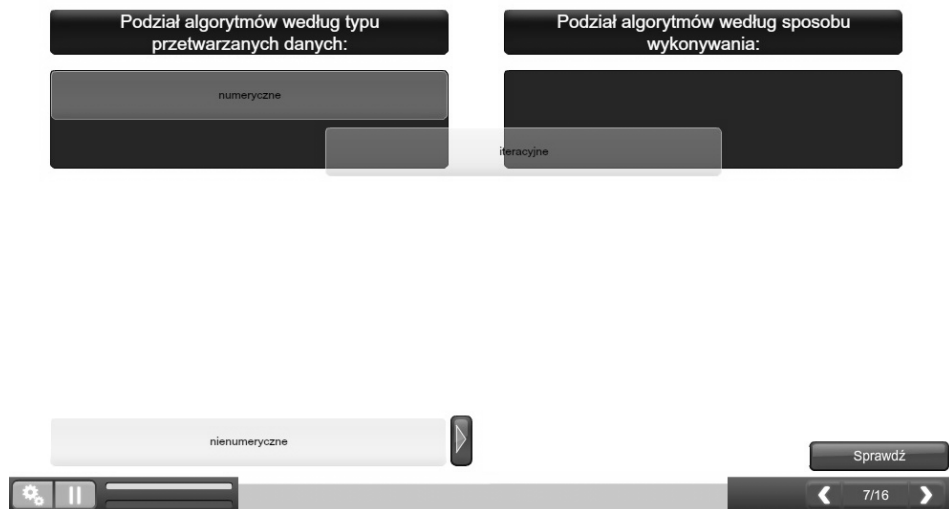 Podział algorytmów według typu
przetwarzanych danych:
Podział algorytmów według sposobu
wykonywania:
numeryczne
iteracyjne
nienumeryczne
Sprawdź
7/16